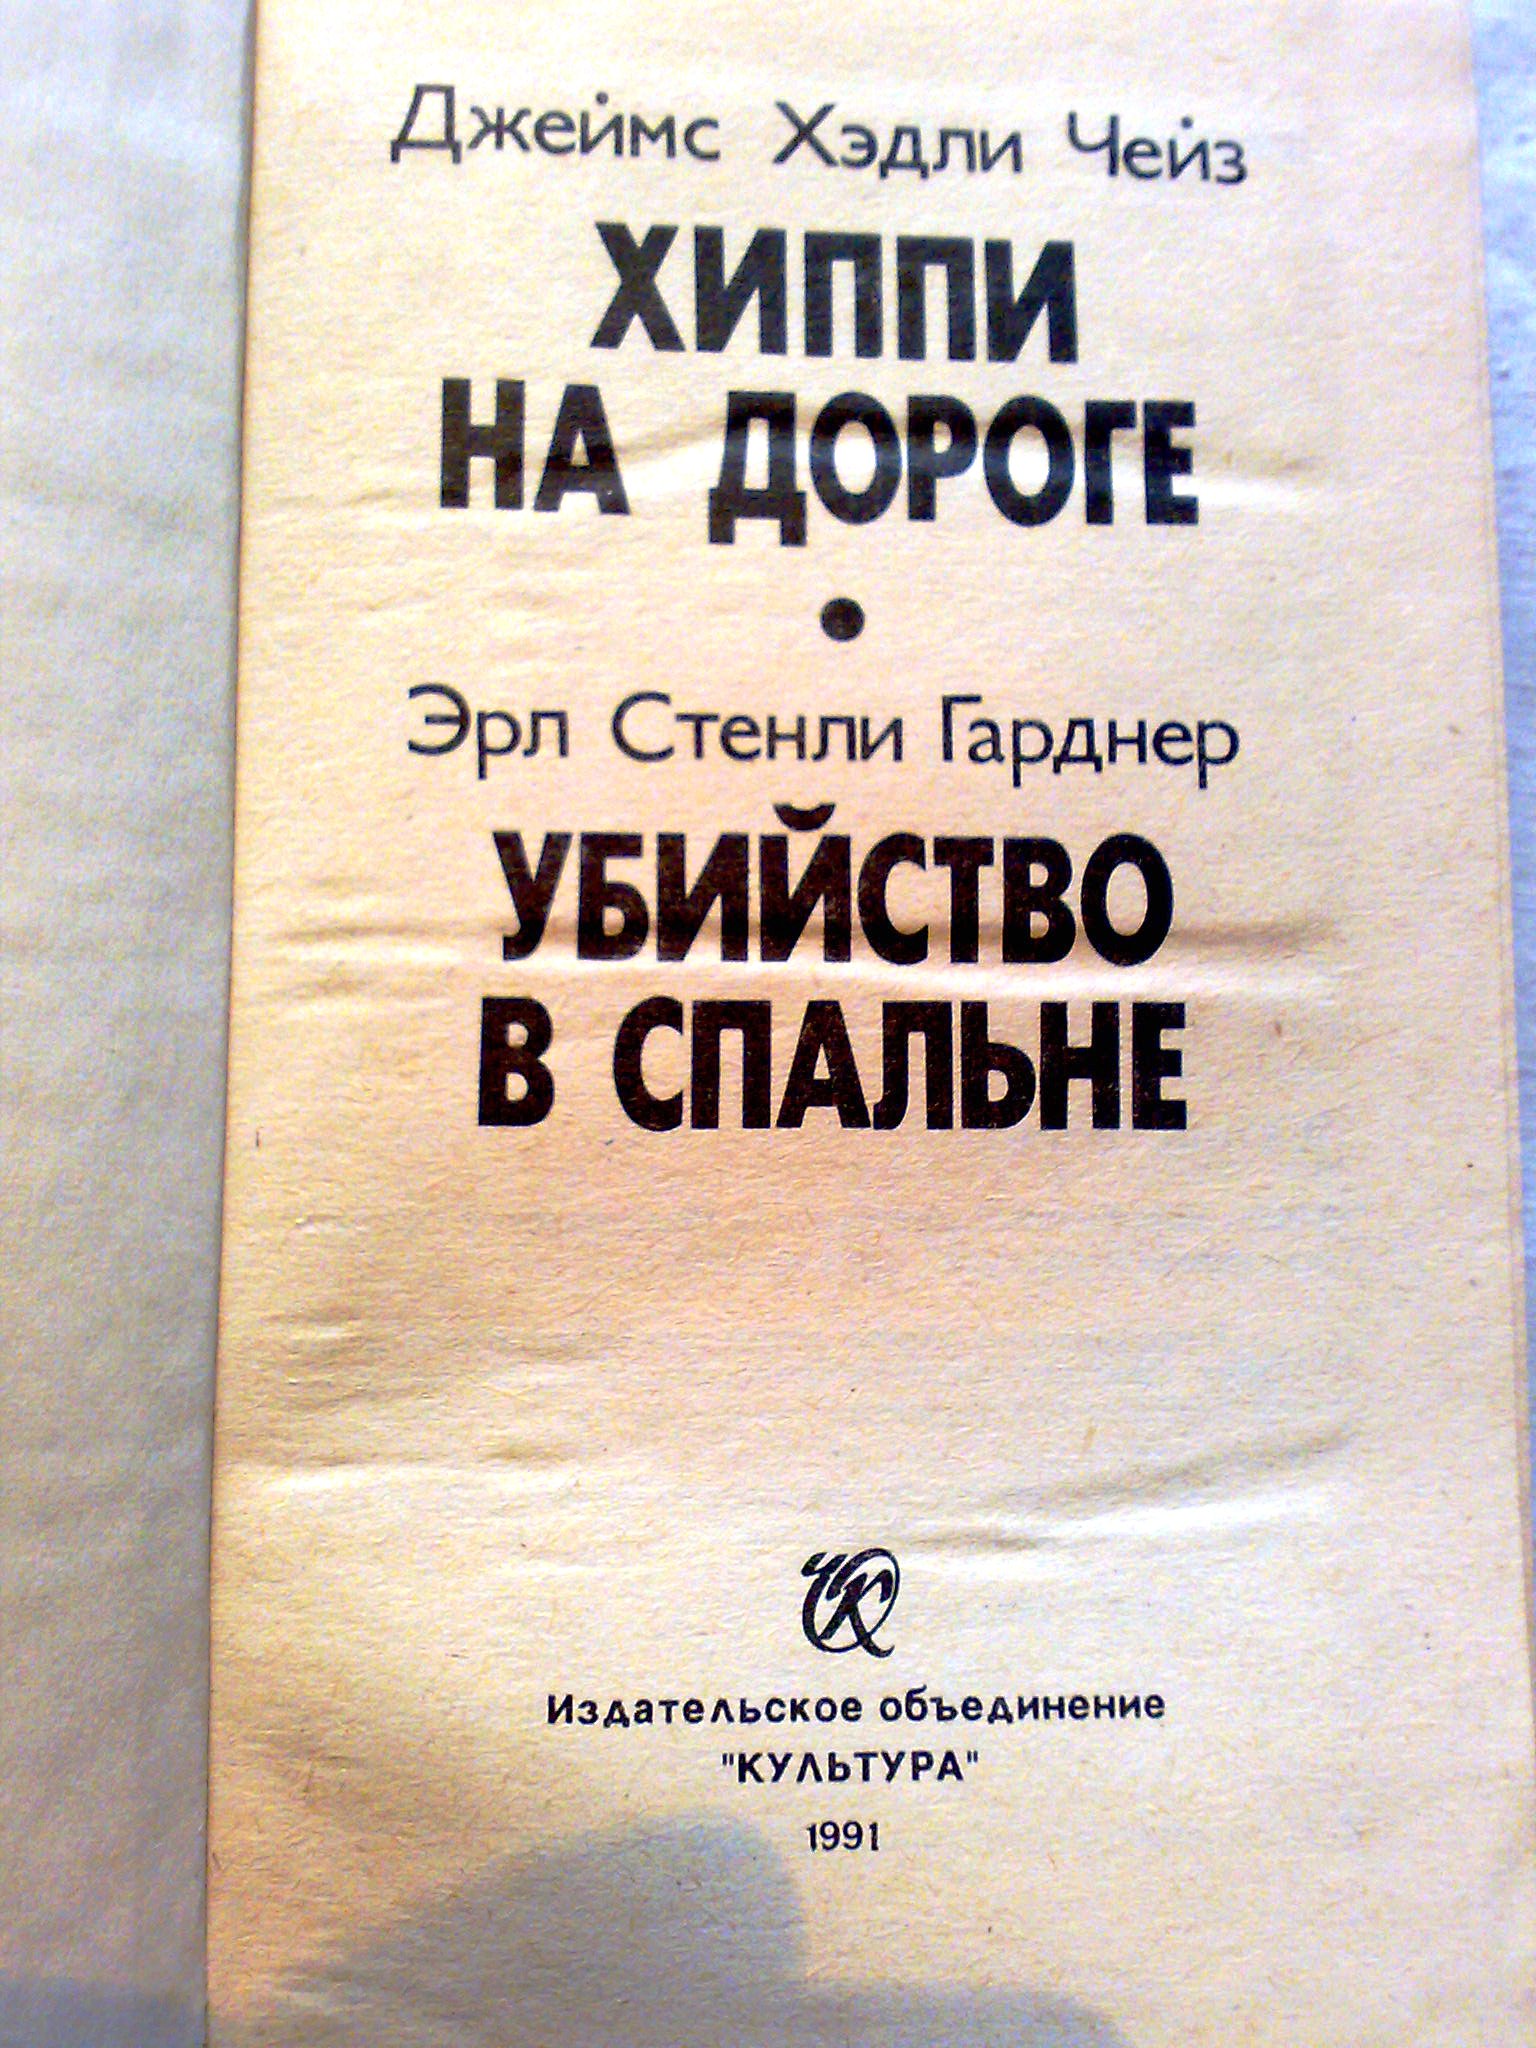 Джеймс Хэдли Чейз
ХИППИ
НА ДОРОГЕ
•
Эрл Стенли Гарднер
УБИЙСТВО
В СПАЛЬНЕ
Издательское объединение
"КУЛЬТУРА"
1991